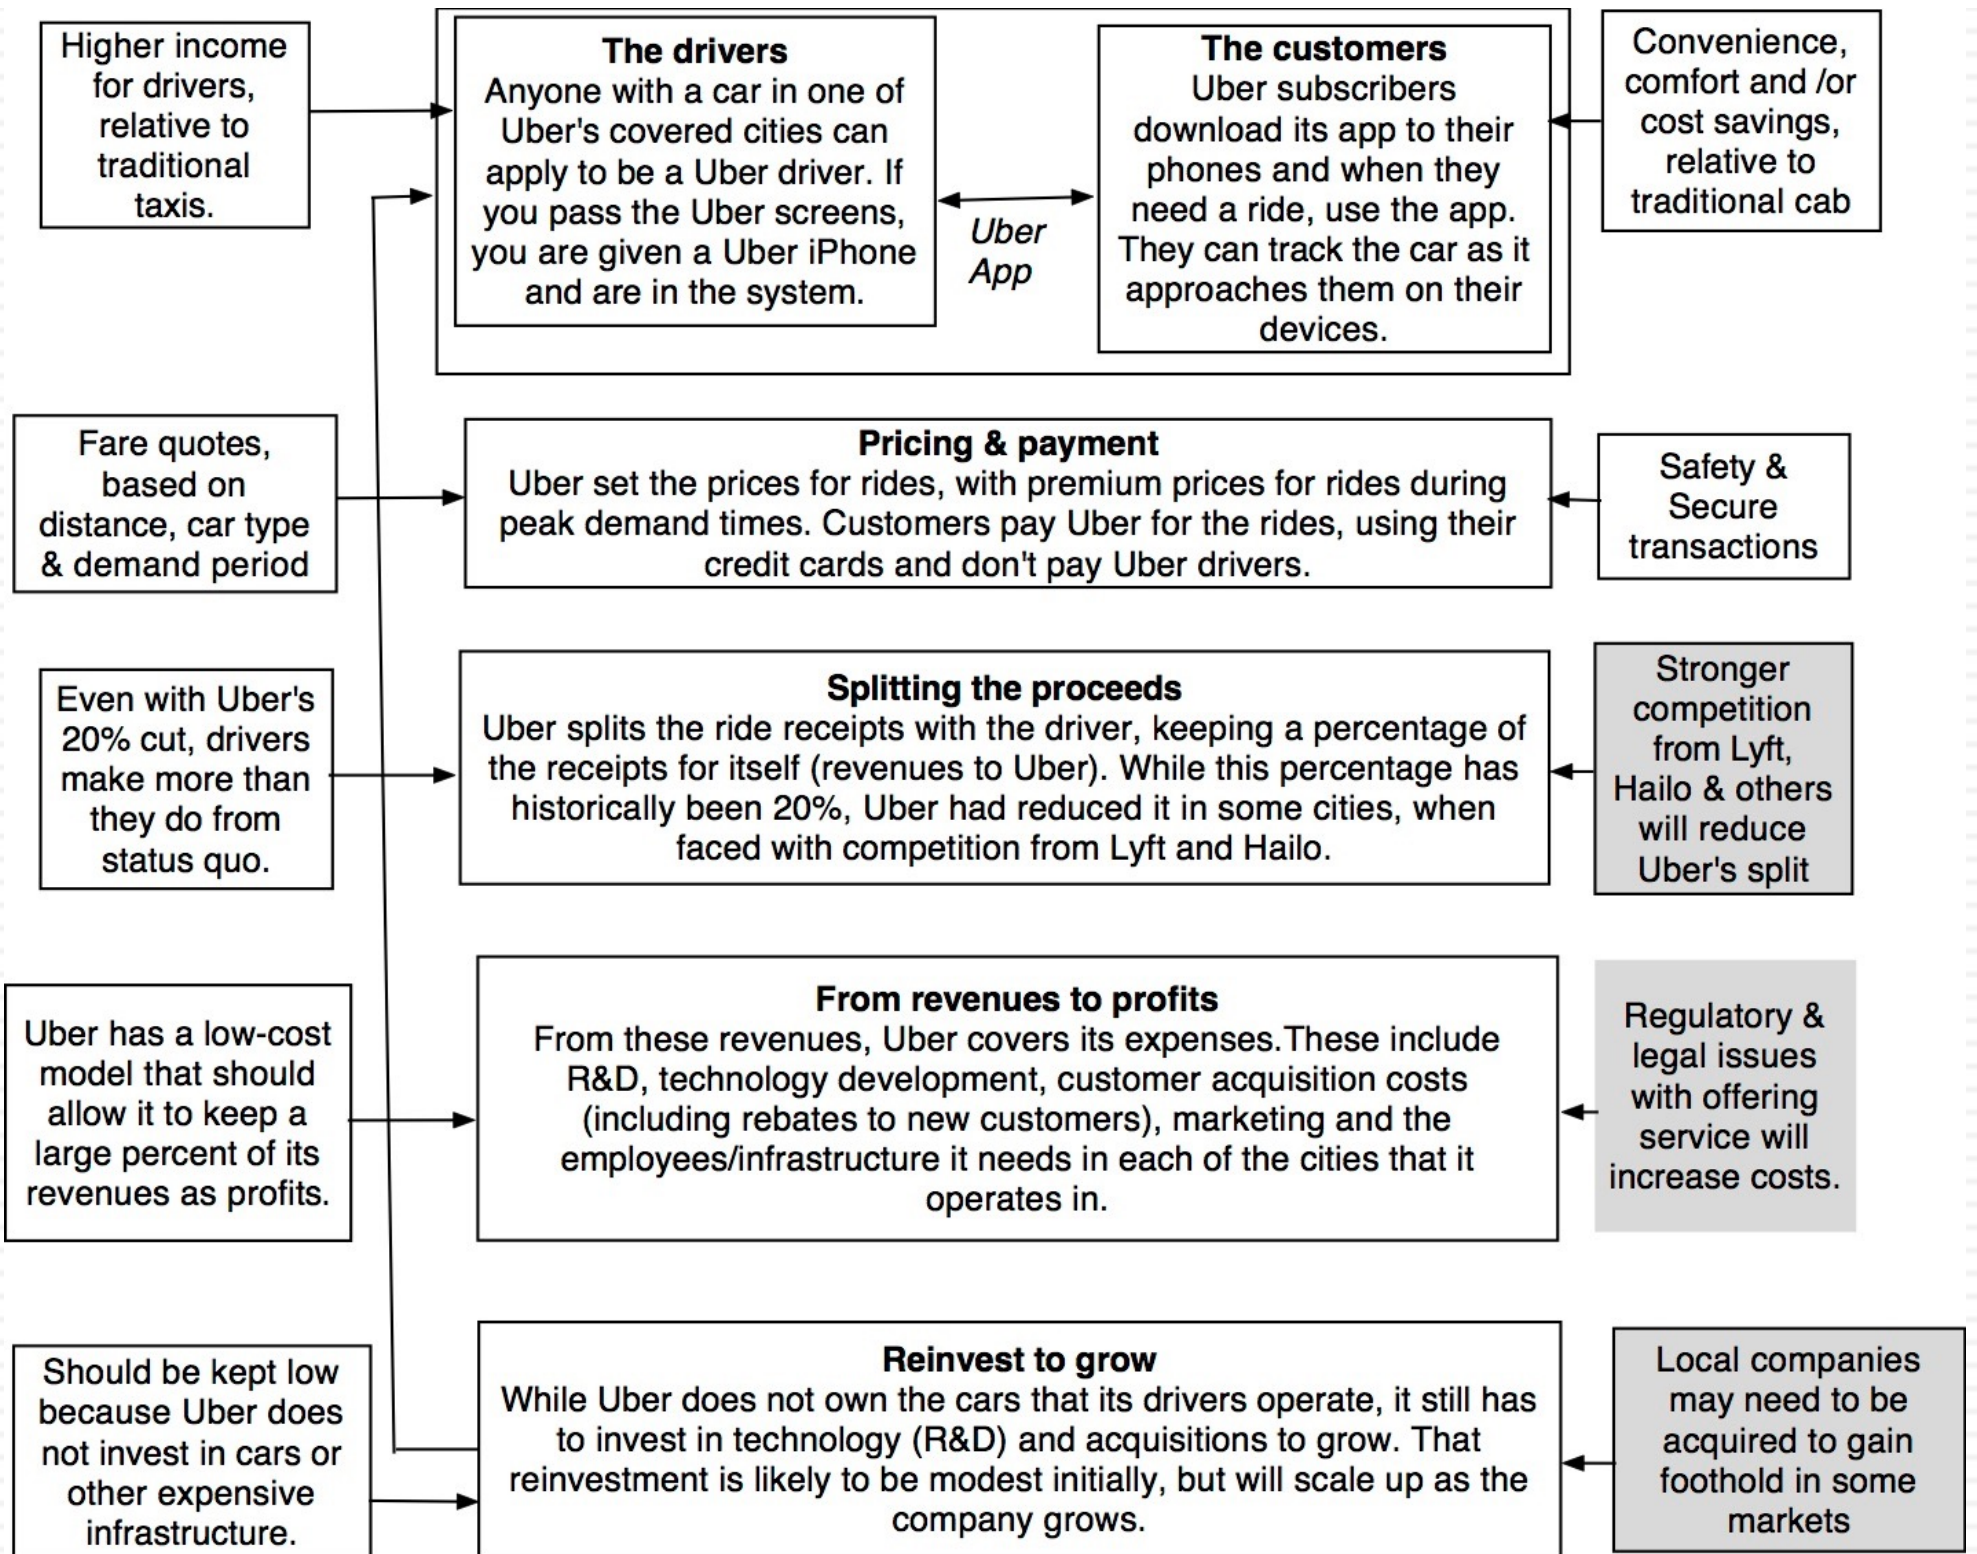 Higher income
for drivers,
relative to
traditional
taxis.
The drivers
Anyone with a car in one of
Uber's covered cities can
apply to be a Uber driver. If
you pass the Uber screens,
you are given a Uber iPhone
and are in the system.
Uber
App
The customers
Uber subscribers
download its app to their
phones and when they
need a ride, use the app.
They can track the car as it
approaches them on their
devices.
Convenience,
comfort and /or
cost savings,
relative to
traditional cab
Fare quotes,
based on
distance, car type
& demand period
Pricing & payment
Uber set the prices for rides, with premium prices for rides during
peak demand times. Customers pay Uber for the rides, using their
credit cards and don't pay Uber drivers.
Safety &
Secure
transactions
Even with Uber's
20% cut, drivers
make more than
they do from
status quo.
Splitting the proceeds
Uber splits the ride receipts with the driver, keeping a percentage of
the receipts for itself (revenues to Uber). While this percentage has
historically been 20%, Uber had reduced it in some cities, when
faced with competition from Lyft and Hailo.
Stronger
competition
from Lyft,
Hailo & others
will reduce
Uber's split
Uber has a low-cost
model that should
allow it to keep a
large percent of its
revenues as profits.
From revenues to profits
From these revenues, Uber covers its expenses.These include
R&D, technology development, customer acquisition costs
(including rebates to new customers), marketing and the
employees/infrastructure it needs in each of the cities that it
operates in.
Regulatory &
legal issues
with offering
service will
increase costs.
Should be kept low
because Uber does
not invest in cars or
other expensive
infrastructure.
Reinvest to grow
While Uber does not own the cars that its drivers operate, it still has
to invest in technology (R&D) and acquisitions to grow. That
reinvestment is likely to be modest initially, but will scale up as the
company grows.
Local companies
may need to be
acquired to gain
foothold in some
markets